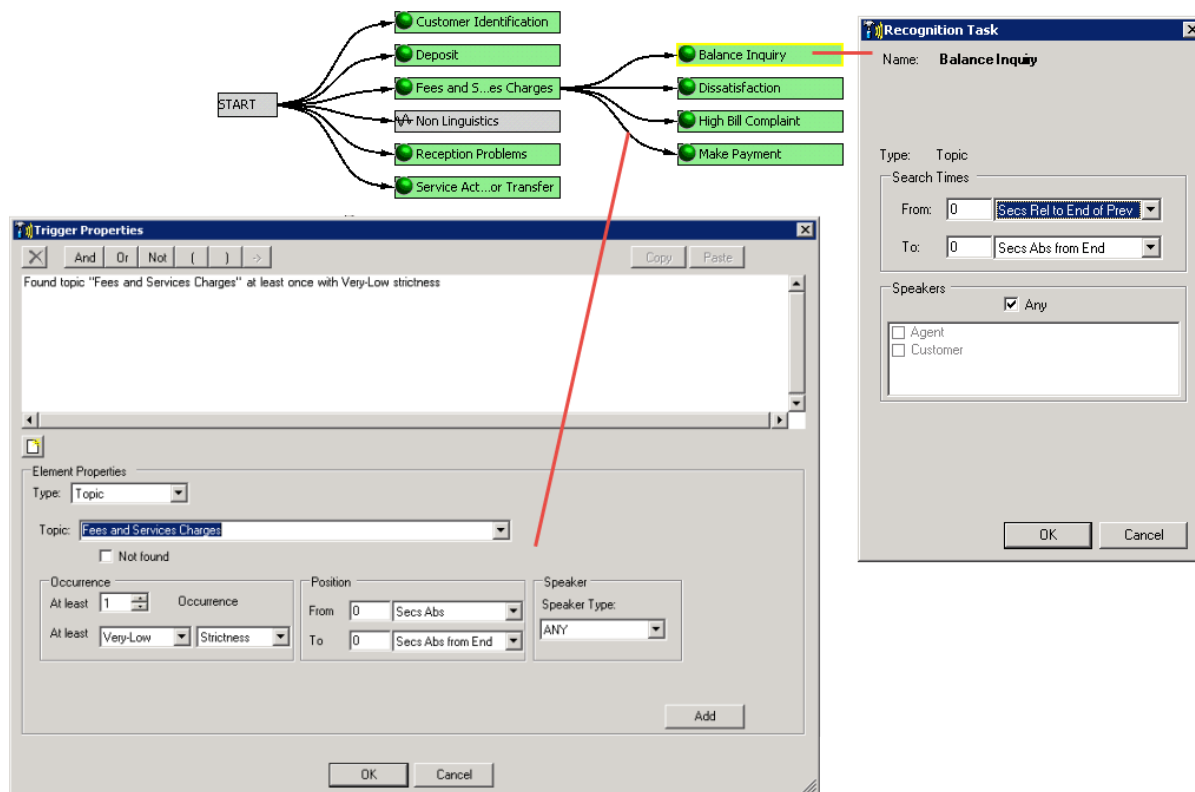 Customer Identification
Deposit
START
Fees and S...es Charges
Non Linguistics
Reception Problems
Service Act...or Transfer
Balance Inquiry
Dissatisfaction
High Bill Complaint
Make Payment
Recognition Task
Name: Balance Inquiry
Type: Topic
Search Times
From: 0 Secs Rel to End of Prev
To: 0 Secs Abs from End
Speakers
Any
Agent
Customer
OK Cancel
Trigger Properties
And Or Not ( ) -> Copy Paste
Found topic "Fees and Services Charges" at least once with Very-Low strictness
Element Properties
Type: Topic
Topic: Fees and Services Charges
Not found
Occurrence
At least 1 Occurrence
At least Very-Low Strictness
Position
From 0 Secs Abs
To 0 Secs Abs from End
Speaker
Speaker Type:
ANY
Add
OK Cancel